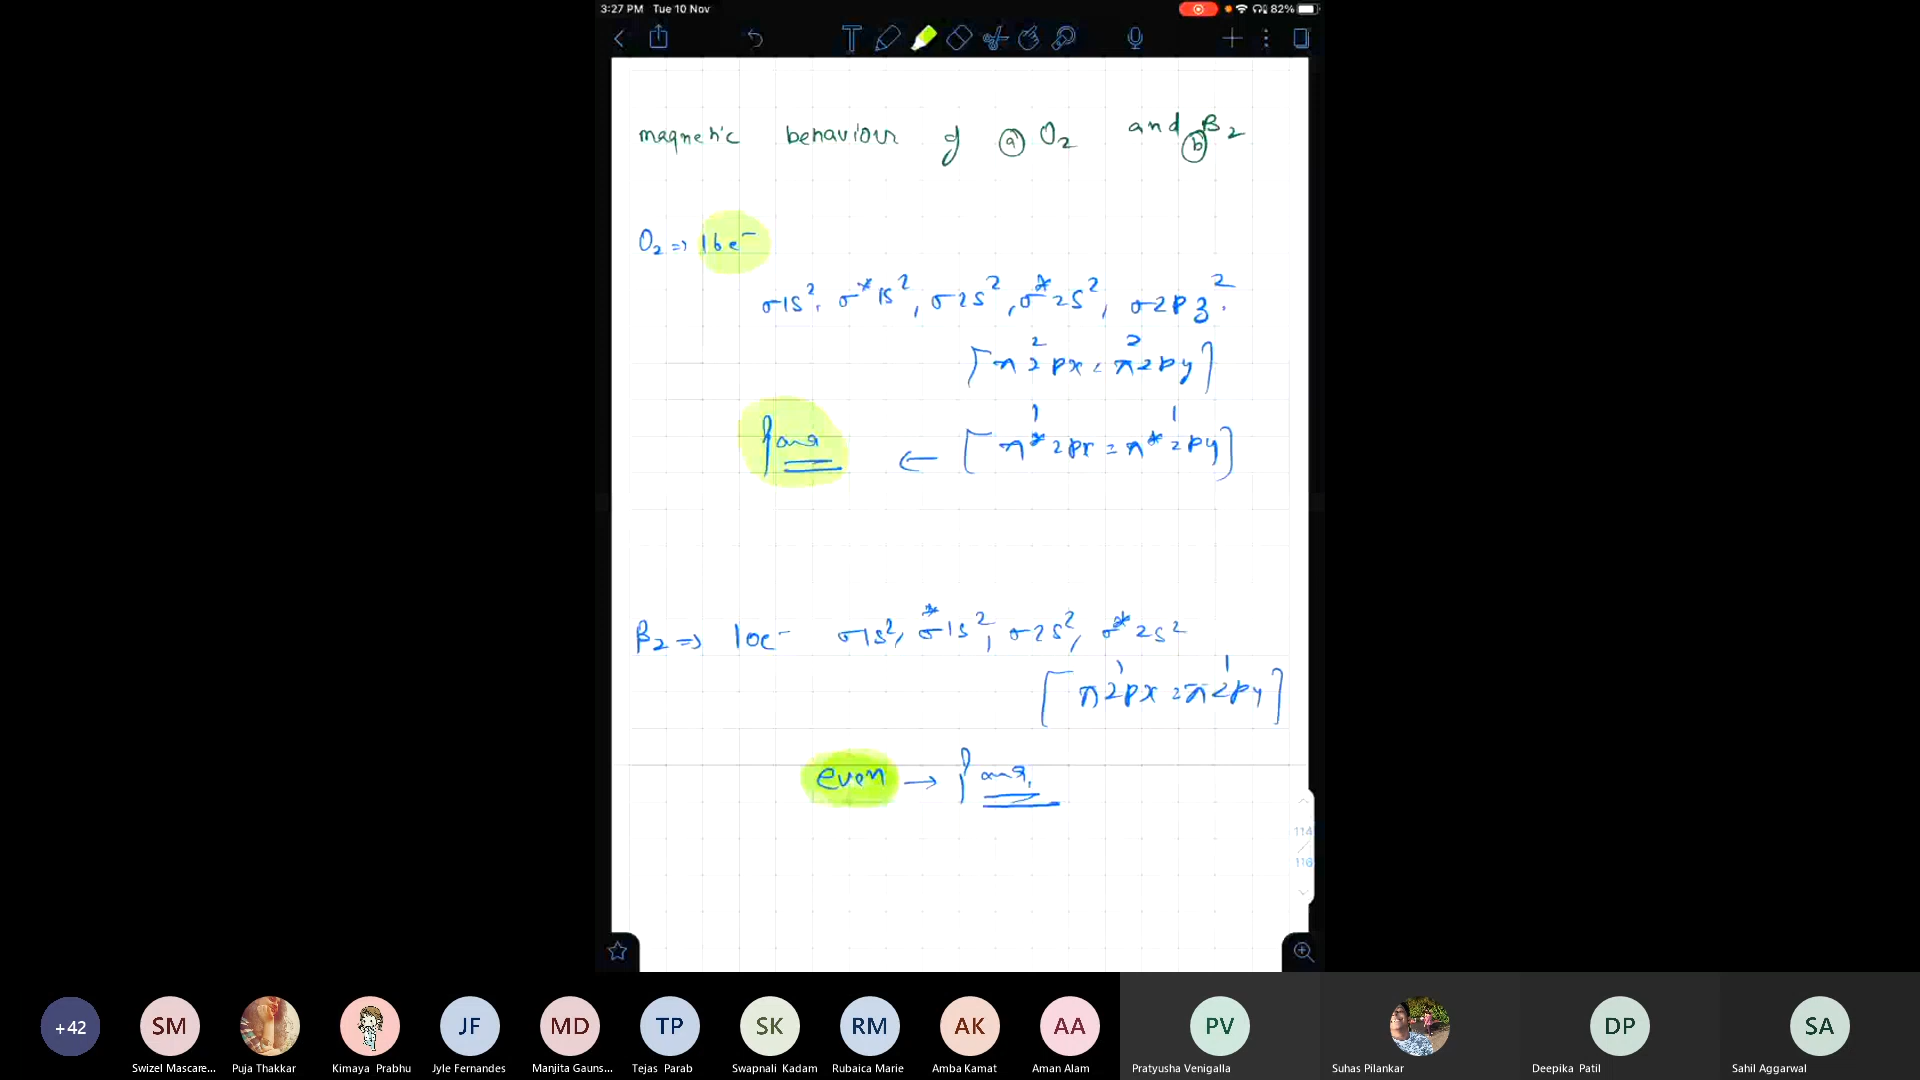 3:27 PM Tue 10 Nov
82%
magnetic behaviour of ⓐ O₂ and ⓑ B₂
O₂ ⇒ 16e⁻
σ1s², σ*1s², σ2s², σ*2s², σ2pz²,
[π2px² = π2py²]
para ← [π*2px¹ = π*2py¹]
B₂ ⇒ 10e⁻ σ1s², σ*1s², σ2s², σ*2s²
[π2px¹ = π2py¹]
even → para.
114
116
+42
SM
JF
MD
TP
SK
RM
AK
AA
PV
DP
SA
Swizel Mascare...
Puja Thakkar
Kimaya Prabhu
Jyle Fernandes
Manjita Gauns...
Tejas Parab
Swapnali Kadam
Rubaica Marie
Amba Kamat
Aman Alam
Pratyusha Venigalla
Suhas Pilankar
Deepika Patil
Sahil Aggarwal